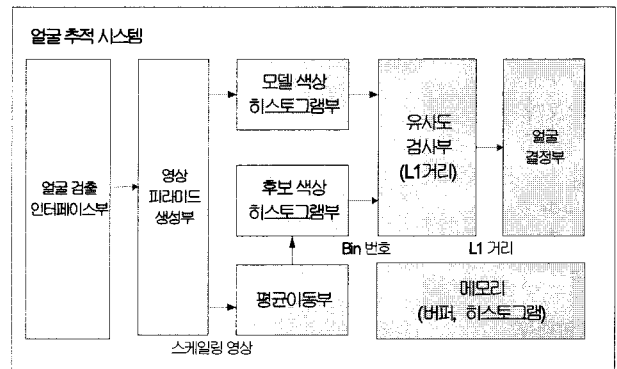 얼굴 추적 시스템
얼굴 검출
인터페이스부
영상
피라미드
생성부
모델 색상
히스토그램부
후보 색상
히스토그램부
평균이동부
스케일링 영상
유사도
검사부
(L1거리)
Bin 번호
얼굴
결정부
L1 거리
메모리
(버퍼, 히스토그램)